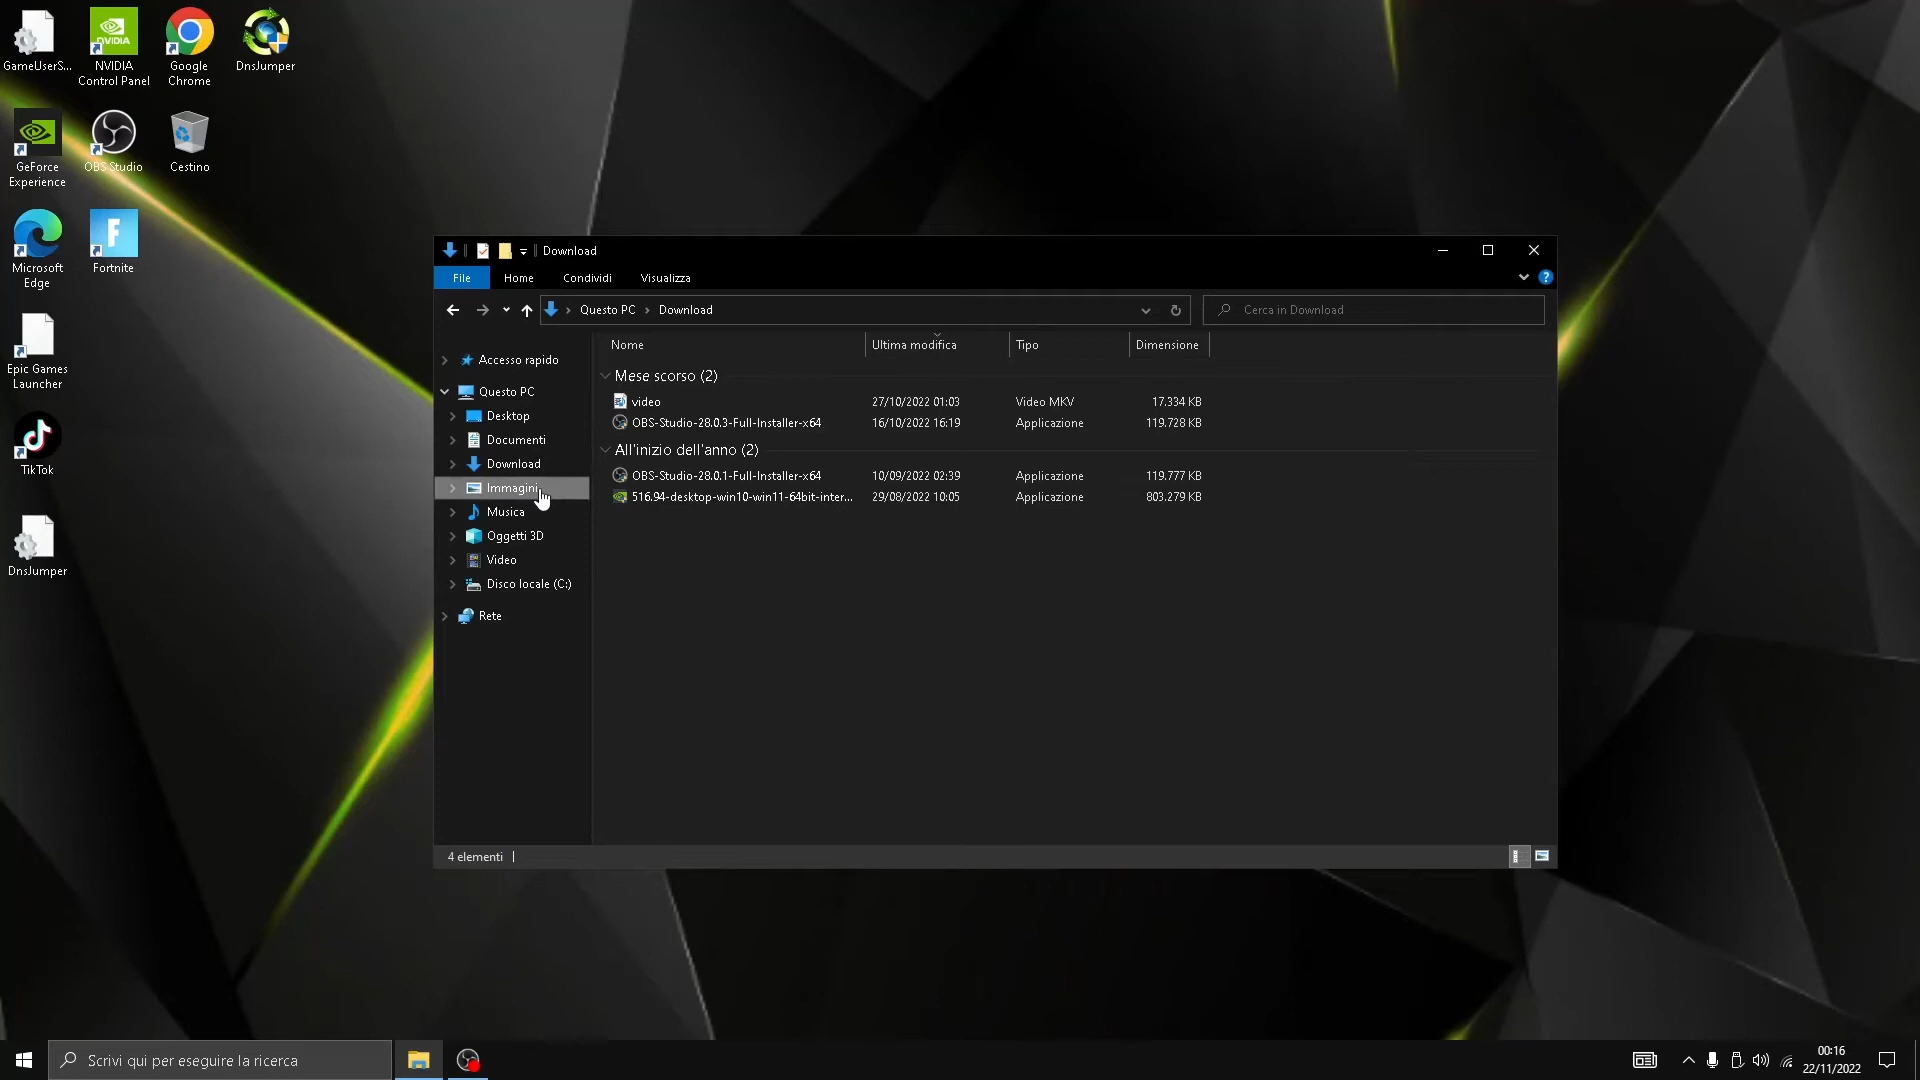 GameUserS...
NVIDIA
Control Panel
Google
Chrome
DnsJumper
GeForce
Experience
OBS Studio
Cestino
Microsoft
Edge
Fortnite
Epic Games
Launcher
TikTok
DnsJumper
Download
File
Home
Condividi
Visualizza
Questo PC
Download
Cerca in Download
Accesso rapido
Questo PC
Desktop
Documenti
Download
Immagini
Musica
Oggetti 3D
Video
Disco locale (C:)
Rete
Nome
Ultima modifica
Tipo
Dimensione
Mese scorso (2)
video 27/10/2022 01:03 Video MKV 17.334 KB
OBS-Studio-28.0.3-Full-Installer-x64 16/10/2022 16:19 Applicazione 119.728 KB
All'inizio dell'anno (2)
OBS-Studio-28.0.1-Full-Installer-x64 10/09/2022 02:39 Applicazione 119.777 KB
516.94-desktop-win10-win11-64bit-inter... 29/08/2022 10:05 Applicazione 803.279 KB
4 elementi
Scrivi qui per eseguire la ricerca
00:16
22/11/2022